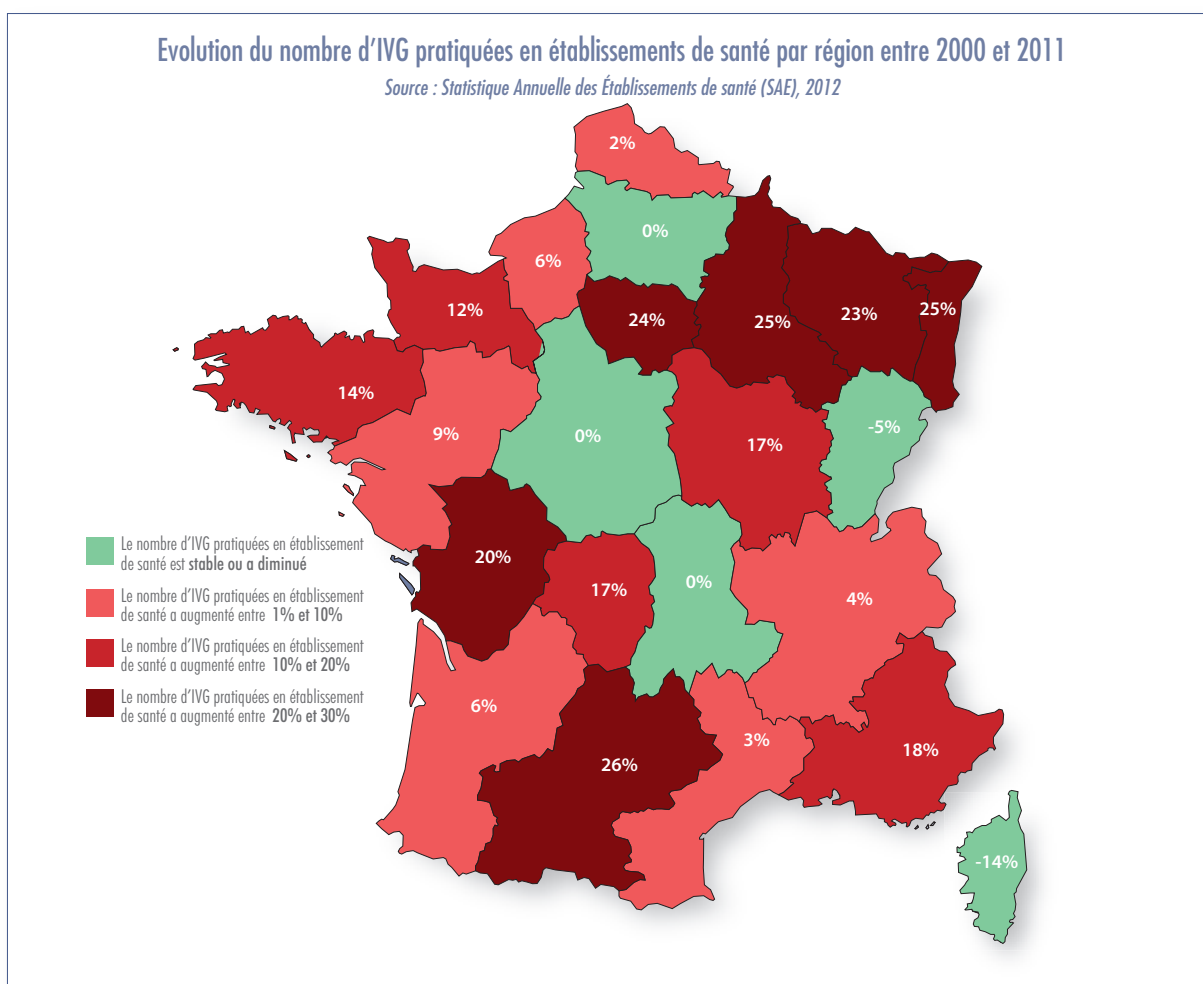 Evolution du nombre d'IVG pratiquées en établissements de santé par région entre 2000 et 2011
Source : Statistique Annuelle des Établissements de santé (SAE), 2012
2%
0%
6%
12%
24%
25%
23%
25%
14%
9%
0%
17%
-5%
20%
17%
0%
4%
6%
26%
3%
18%
-14%
Le nombre d'IVG pratiquées en établissement
de santé est stable ou a diminué
Le nombre d'IVG pratiquées en établissement
de santé a augmenté entre 1% et 10%
Le nombre d'IVG pratiquées en établissement
de santé a augmenté entre 10% et 20%
Le nombre d'IVG pratiquées en établissement
de santé a augmenté entre 20% et 30%